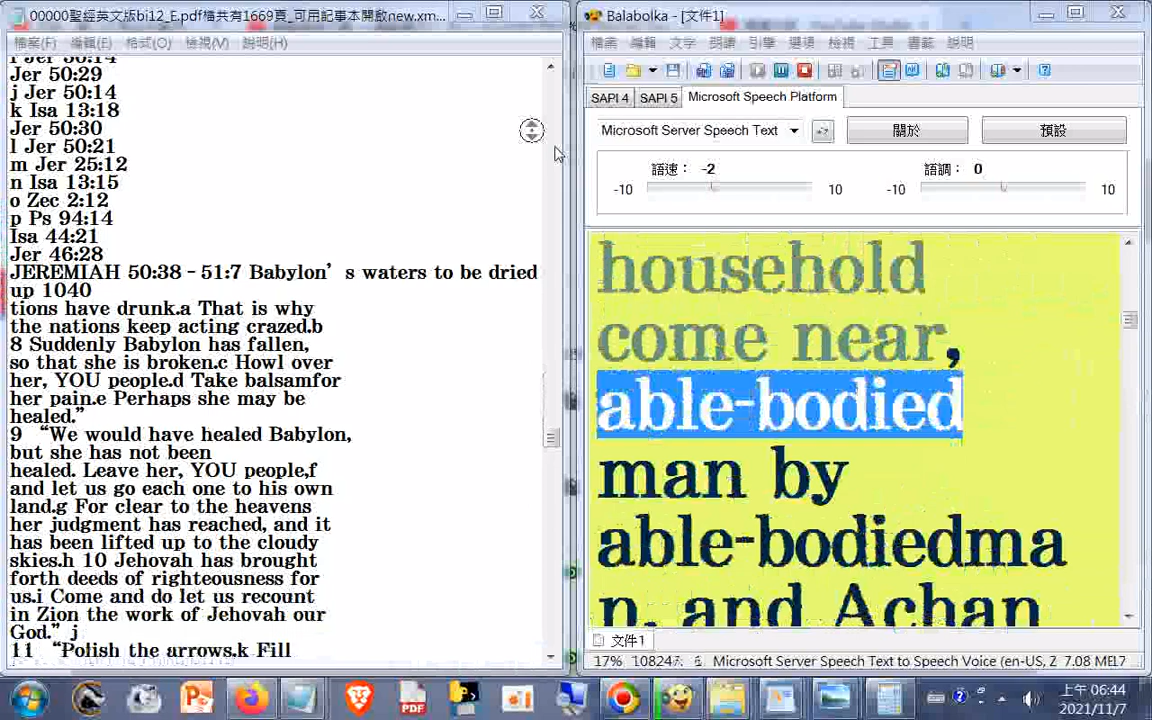 00000聖經英文版bi12_E.pdf檔共有1669頁_可用記事本開啟new.xm...
檔案(F) 編輯(E) 格式(O) 檢視(V) 說明(H)
Jer 50:29
j Jer 50:14
k Isa 13:18
Jer 50:30
l Jer 50:21
m Jer 25:12
n Isa 13:15
o Zec 2:12
p Ps 94:14
Isa 44:21
Jer 46:28
JEREMIAH 50:38–51:7 Babylon’s waters to be dried
up 1040
tions have drunk.a That is why
the nations keep acting crazed.b
8 Suddenly Babylon has fallen,
so that she is broken.c Howl over
her, YOU people.d Take balsamfor
her pain.e Perhaps she may be
healed.”
9 “We would have healed Babylon,
but she has not been
healed. Leave her, YOU people,f
and let us go each one to his own
land.g For clear to the heavens
her judgment has reached, and it
has been lifted up to the cloudy
skies.h 10 Jehovah has brought
forth deeds of righteousness for
us.i Come and do let us recount
in Zion the work of Jehovah our
God.” j
11 “Polish the arrows.k Fill
Balabolka - [文件1]
檔案 編輯 文字 朗讀 引擎 選項 檢視 工具 書籤 說明
SAPI 4 SAPI 5 Microsoft Speech Platform
Microsoft Server Speech Text 關於 預設
語速： -2 語調： 0
-10 10 -10 10
household
come near,
able-bodied
man by
able-bodiedma
n, and Achan
文件1
17% Microsoft Server Speech Text to Speech Voice (en-US, Z 7.08
PDF
上午 06:44
2021/11/7